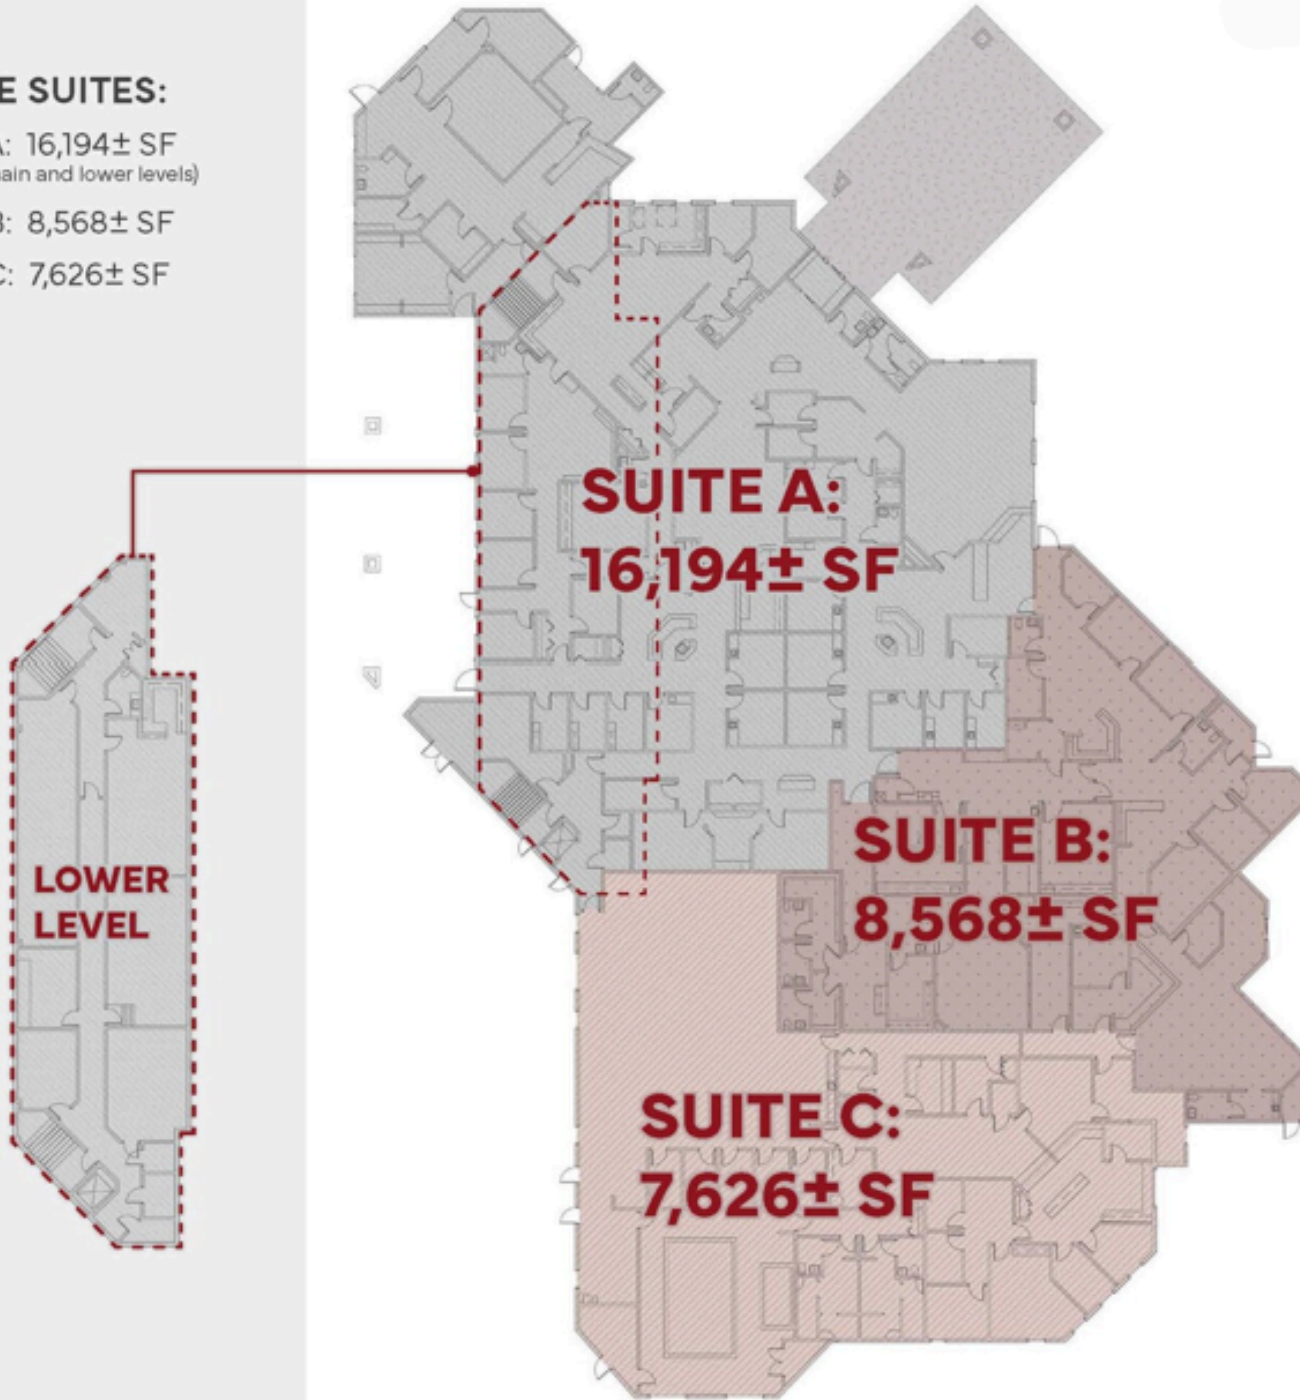 E SUITES:
A: 16,194± SF
ain and lower levels)
B: 8,568± SF
C: 7,626± SF
SUITE A:
16,194± SF
LOWER
LEVEL
SUITE B:
8,568± SF
SUITE C:
7,626± SF